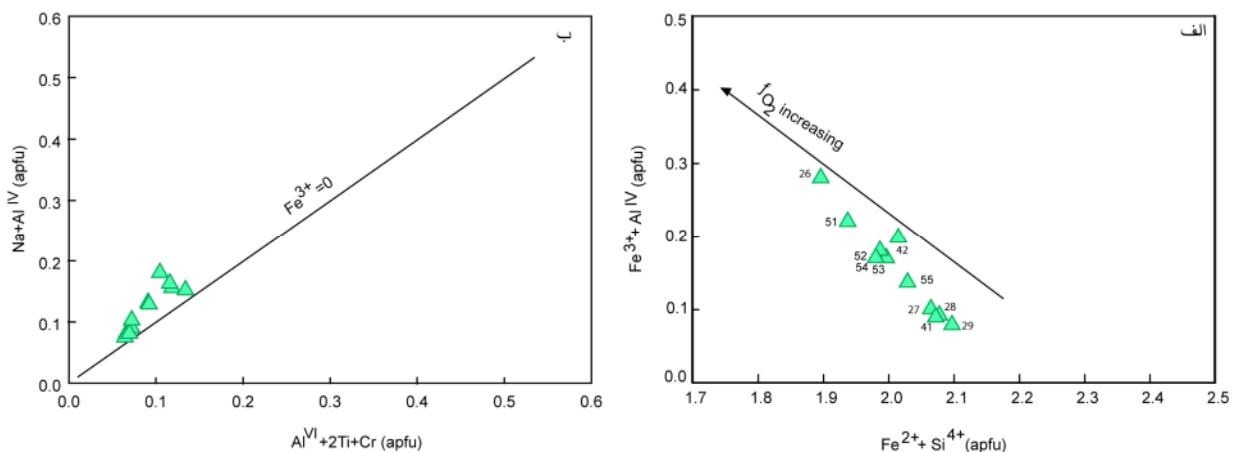 ب
0.6
0.5
0.4
0.3
0.2
0.1
0.0
Na+Al IV (apfu)
Fe3+=0
0.0 0.1 0.2 0.3 0.4 0.5 0.6
Al VI +2Ti+Cr (apfu)
الف
0.5
0.4
0.3
0.2
0.1
0.0
Fe3+ + Al IV (apfu)
fO2 increasing
26
51
42
52
54 53
55
27 28
41 29
1.7 1.8 1.9 2.0 2.1 2.2 2.3 2.4 2.5
Fe2+ + Si4+ (apfu)